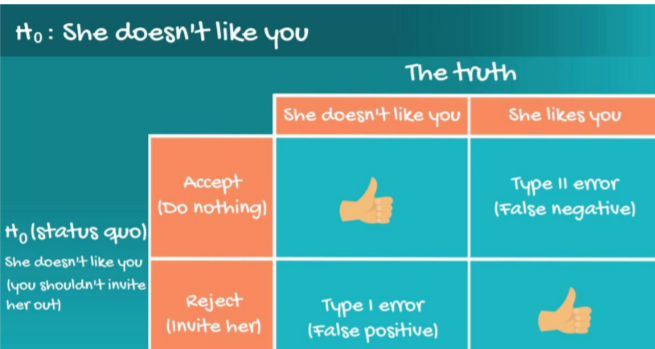 H₀: She doesn't like you
The truth
She doesn't like you
She likes you
Accept
(Do nothing)
Type II error
(False negative)
H₀ (status quo)
She doesn't like you
(you shouldn't invite
her out)
Reject
(Invite her)
Type I error
(False positive)